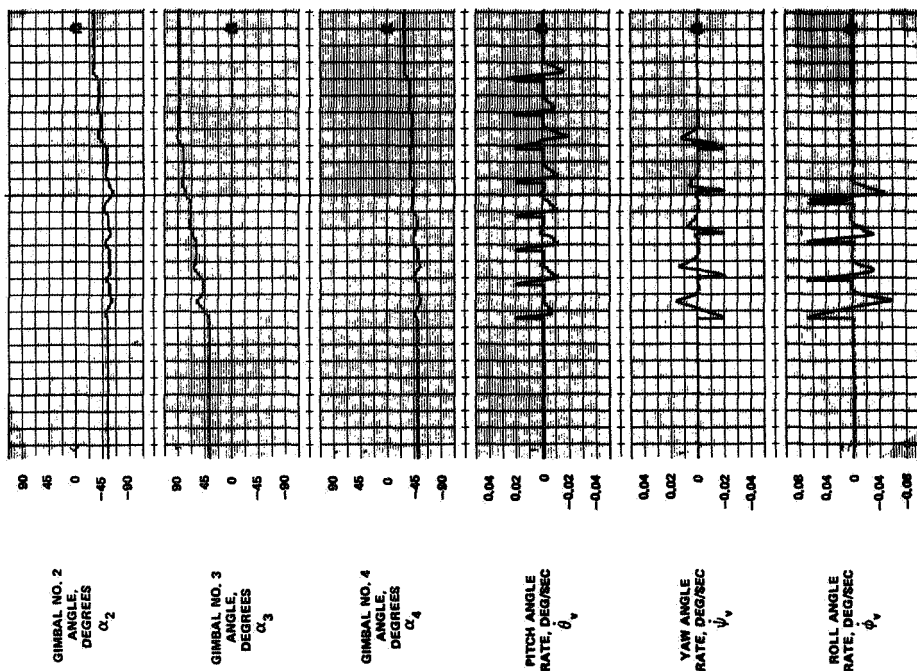 GIMBAL NO. 2
ANGLE,
DEGREES
α2
90
45
0
−45
−90
GIMBAL NO. 3
ANGLE,
DEGREES
α3
90
45
0
−45
−90
GIMBAL NO. 4
ANGLE,
DEGREES
α4
90
45
0
−45
−90
PITCH ANGLE
RATE, DEG/SEC
θ̇v
0.04
0.02
0
−0.02
−0.04
YAW ANGLE
RATE, DEG/SEC
ψ̇v
0.04
0.02
0
−0.02
−0.04
ROLL ANGLE
RATE, DEG/SEC
φ̇v
0.08
0.04
0
−0.04
−0.08